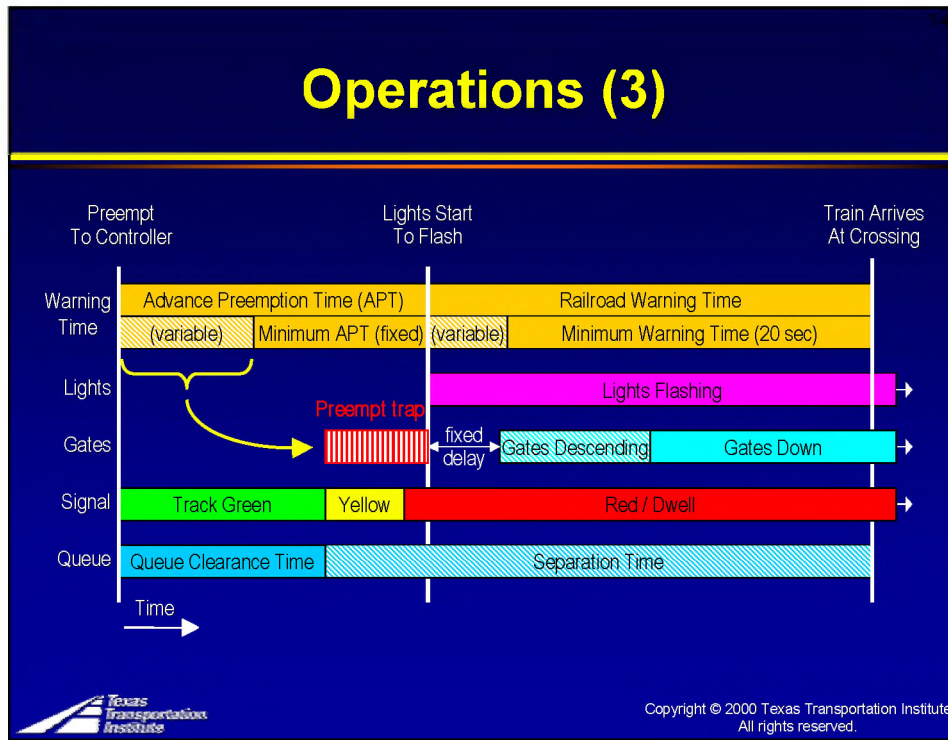 Operations (3)
Preempt
To Controller
Lights Start
To Flash
Train Arrives
At Crossing
Warning
Time
Advance Preemption Time (APT)
Railroad Warning Time
(variable)
Minimum APT (fixed)
(variable)
Minimum Warning Time (20 sec)
Lights
Lights Flashing
Preempt trap
Gates
fixed
delay
Gates Descending
Gates Down
Signal
Track Green
Yellow
Red / Dwell
Queue
Queue Clearance Time
Separation Time
Time
Texas
Transportation
Institute
Copyright © 2000 Texas Transportation Institute
All rights reserved.